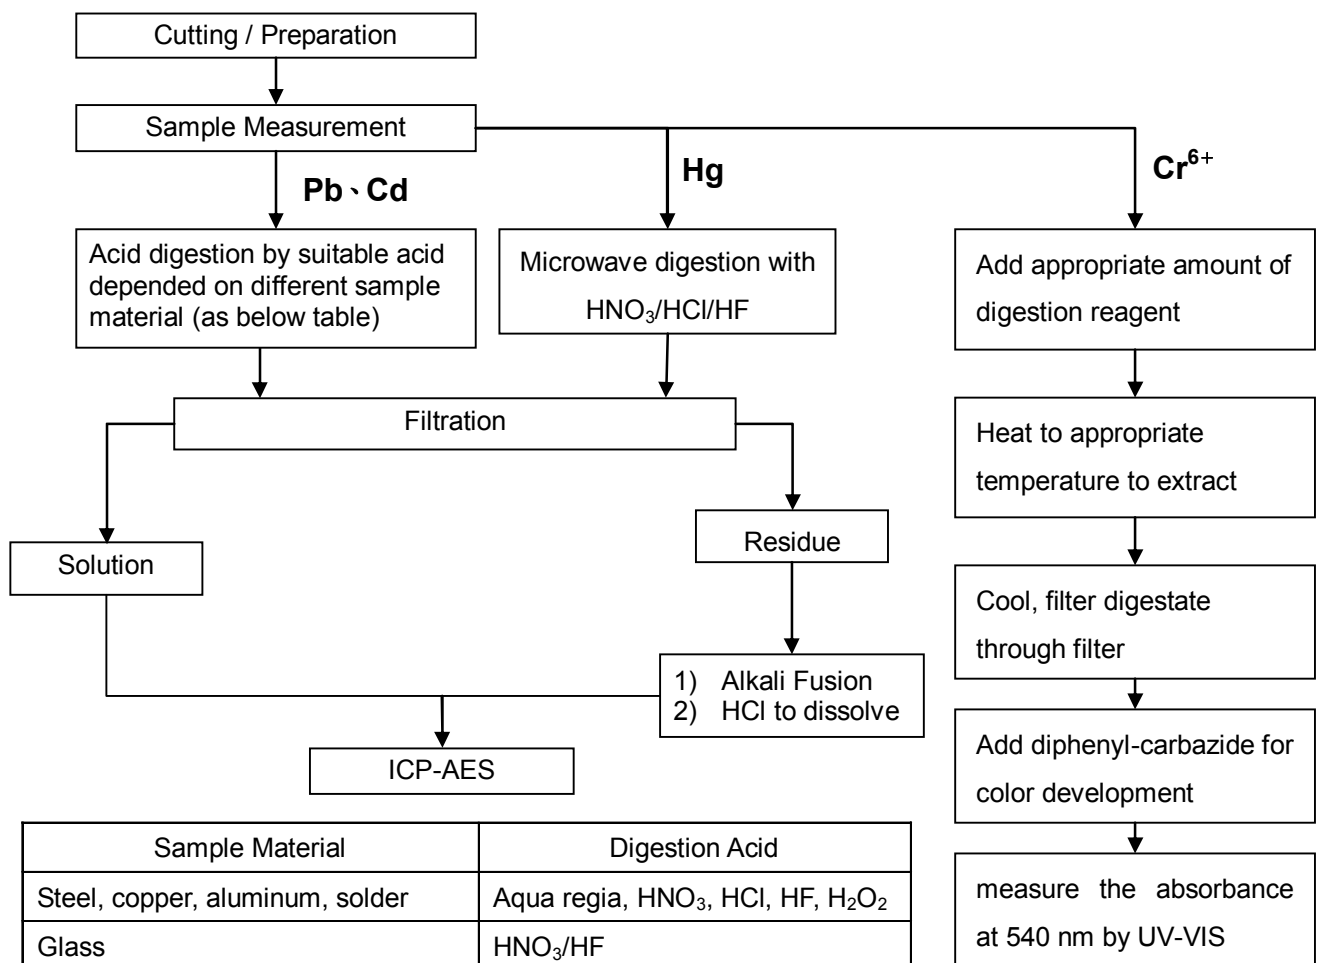 Cutting / Preparation
Sample Measurement
Pb、Cd
Hg
Cr⁶⁺
Acid digestion by suitable acid
depended on different sample
material (as below table)
Microwave digestion with
HNO₃/HCl/HF
Add appropriate amount of
digestion reagent
Filtration
Heat to appropriate
temperature to extract
Solution
Residue
Cool, filter digestate
through filter
1) Alkali Fusion
2) HCl to dissolve
ICP-AES
Add diphenyl-carbazide for
color development
measure the absorbance
at 540 nm by UV-VIS
Sample Material Digestion Acid
Steel, copper, aluminum, solder Aqua regia, HNO₃, HCl, HF, H₂O₂
Glass HNO₃/HF